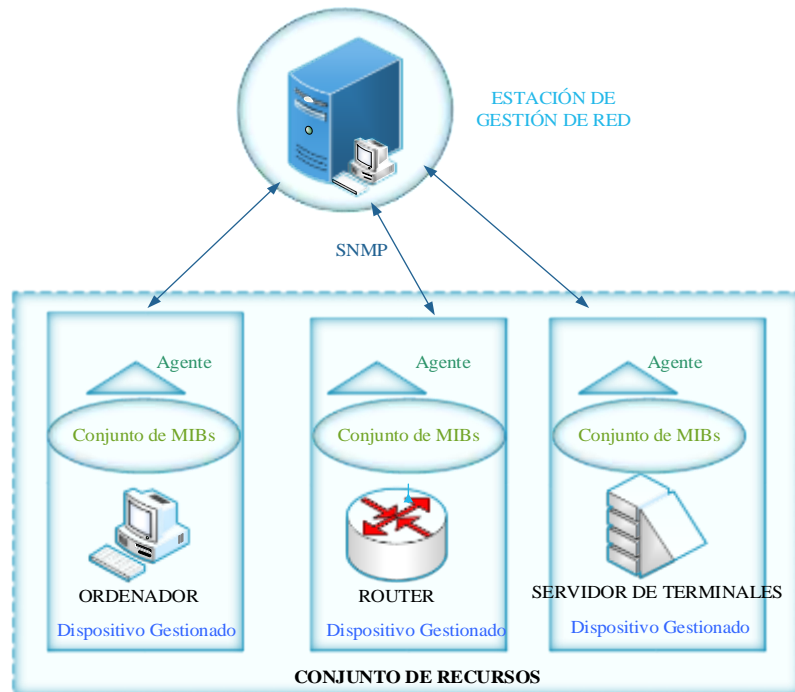 ESTACIÓN DE
GESTIÓN DE RED
SNMP
Agente
Agente
Agente
Conjunto de MIBs
Conjunto de MIBs
Conjunto de MIBs
ORDENADOR
ROUTER
SERVIDOR DE TERMINALES
Dispositivo Gestionado
Dispositivo Gestionado
Dispositivo Gestionado
CONJUNTO DE RECURSOS